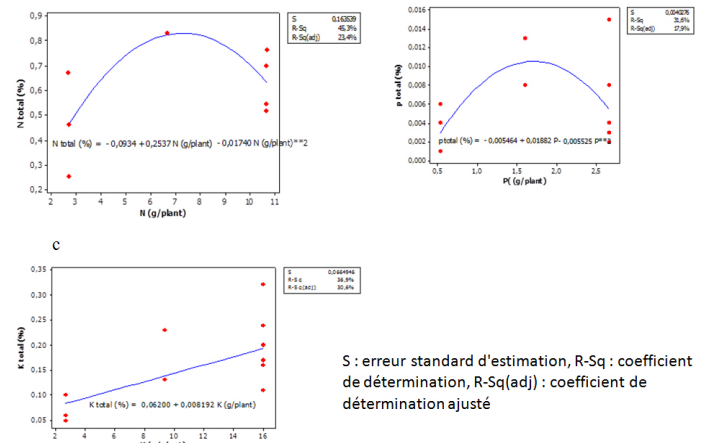 0,9
0,8
0,7
0,6
0,5
0,4
0,3
0,2
N total (%)
N total (%) = - 0,0934 + 0,2537 N (g/plant) - 0,01740 N (g/plant)**2
2 3 4 5 6 7 8 9 10 11
N (g/plant)
S 0,163539
R-Sq 45,3%
R-Sq(adj) 23,4%
0,016
0,014
0,012
0,010
0,008
0,006
0,004
0,002
0,000
p total (%)
p total (%) = -0,005464 + 0,01882 P- 0,005525 P**2
0,5 1,0 1,5 2,0 2,5
P( (g/plant)
S 0,0040276
R-Sq 31,6%
R-Sq(adj) 17,9%
c
0,35
0,30
0,25
0,20
0,15
0,10
0,05
K total (%)
K total (%) = 0,06200 + 0,008192 K (g/plant)
2 4 6 8 10 12 14 16
S 0,0664946
R-Sq 36,9%
R-Sq(adj) 30,6%
S : erreur standard d'estimation, R-Sq : coefficient
de détermination, R-Sq(adj) : coefficient de
détermination ajusté